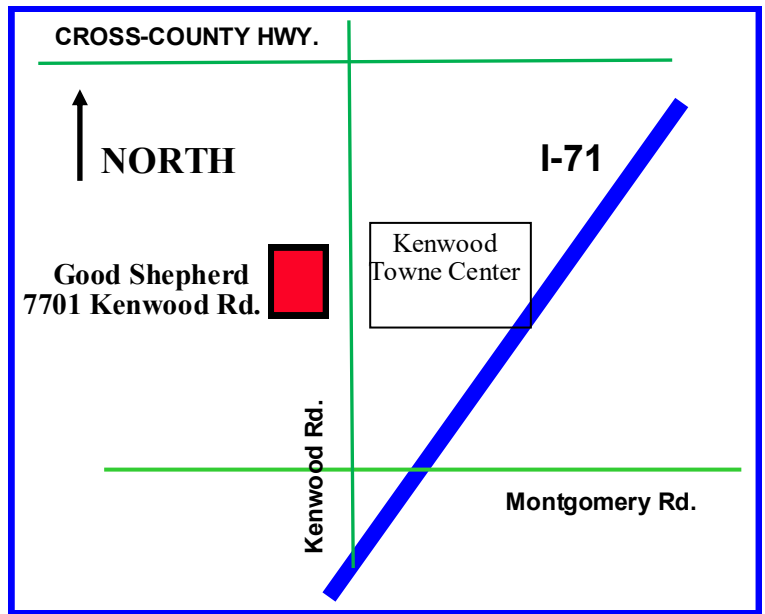 CROSS-COUNTY HWY.
NORTH
I-71
Kenwood
Towne Center
Good Shepherd
7701 Kenwood Rd.
Kenwood Rd.
Montgomery Rd.